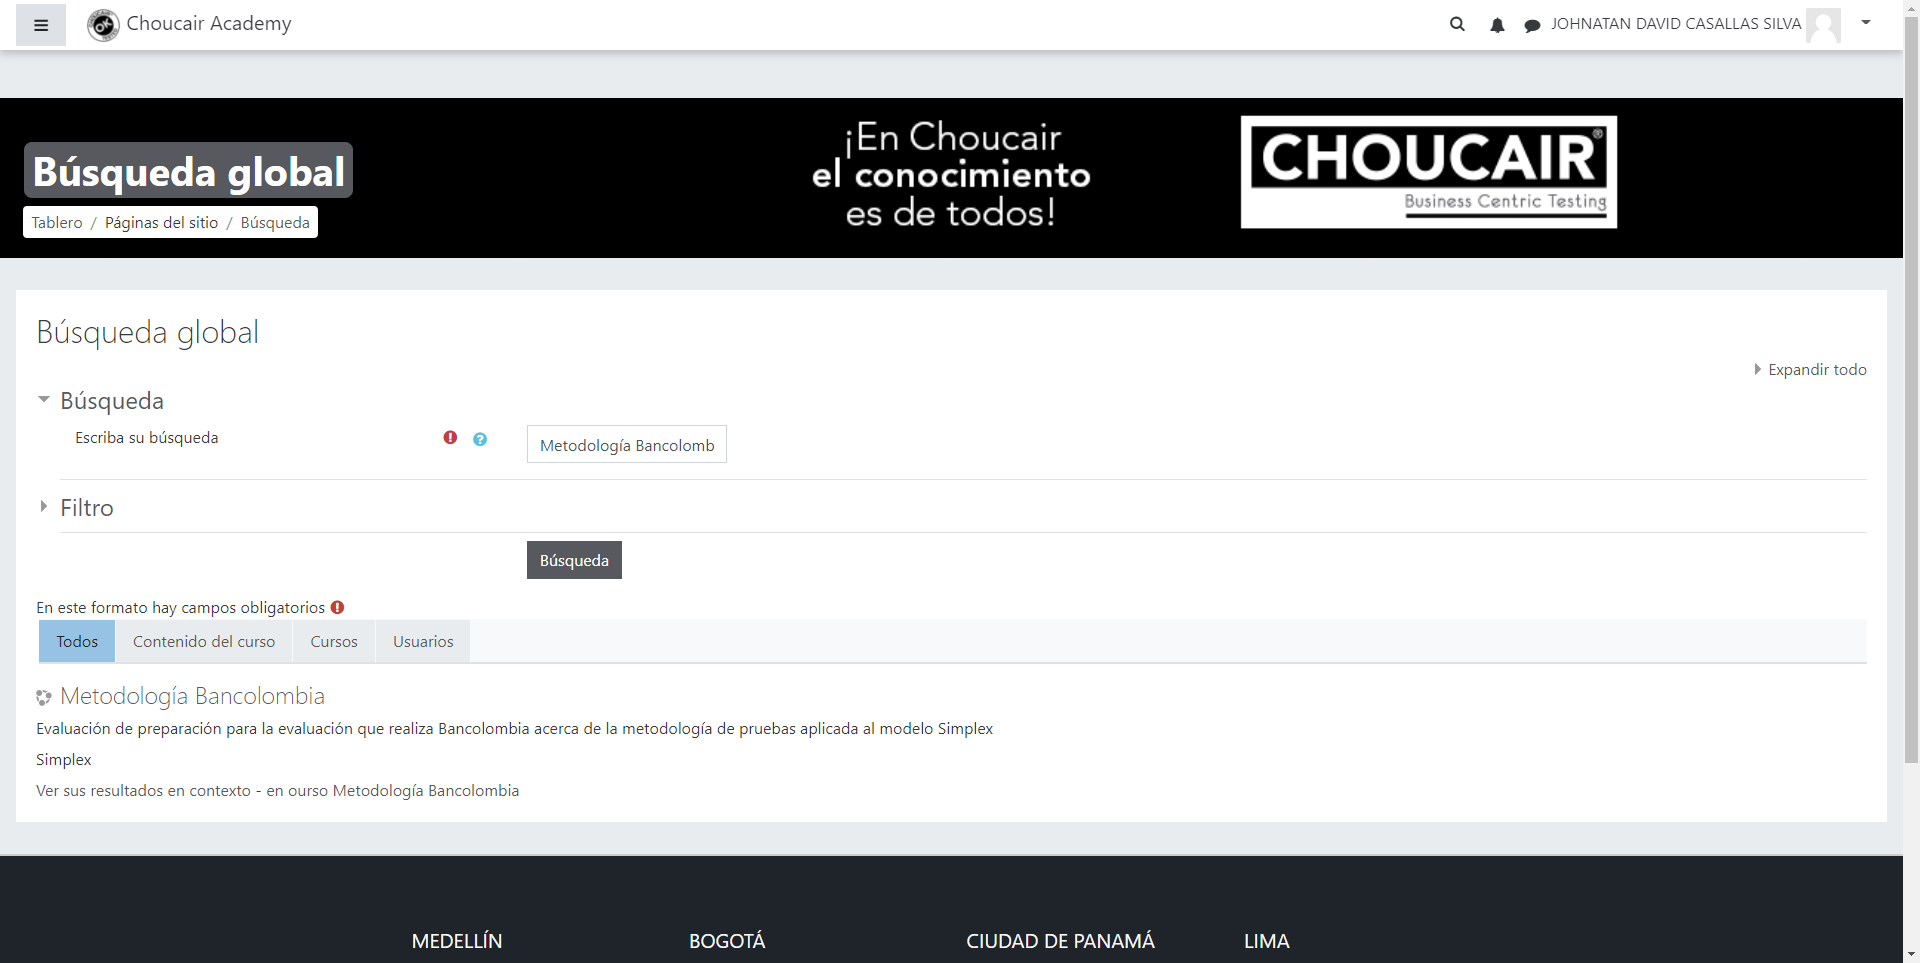 Choucair Academy
JOHNATAN DAVID CASALLAS SILVA
Búsqueda global
Tablero / Páginas del sitio / Búsqueda
¡En Choucair
el conocimiento
es de todos!
CHOUCAIR®
Business Centric Testing
Búsqueda global
Expandir todo
Búsqueda
Escriba su búsqueda
Metodología Bancolomb
Filtro
Búsqueda
En este formato hay campos obligatorios
Todos
Contenido del curso
Cursos
Usuarios
Metodología Bancolombia
Evaluación de preparación para la evaluación que realiza Bancolombia acerca de la metodología de pruebas aplicada al modelo Simplex
Simplex
Ver sus resultados en contexto - en ourso Metodología Bancolombia
MEDELLÍN
BOGOTÁ
CIUDAD DE PANAMÁ
LIMA